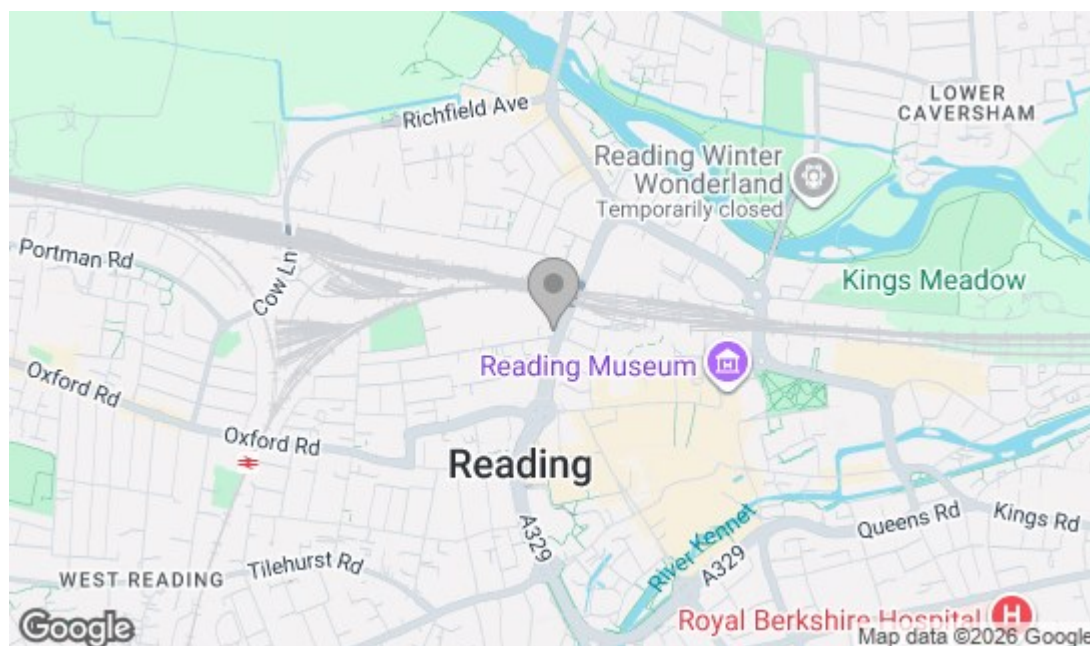 LOWER
CAVERSHAM
Richfield Ave
Reading Winter
Wonderland
Temporarily closed
Portman Rd
Cow Ln
Kings Meadow
Reading Museum
Oxford Rd
Oxford Rd
Reading
A329
Queens Rd
Kings Rd
River Kennet
A329
Tilehurst Rd
WEST READING
Royal Berkshire Hospital
H
Google
Map data ©2026 Google